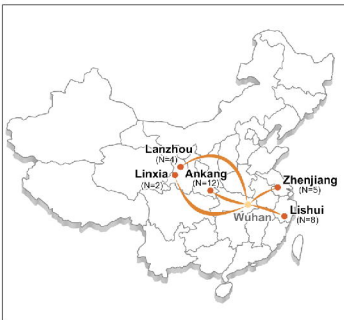 Lanzhou
(N=4)
Linxia
(N=2)
Ankang
(N=12)
Zhenjiang
(N=5)
Wuhan
Lishui
(N=8)